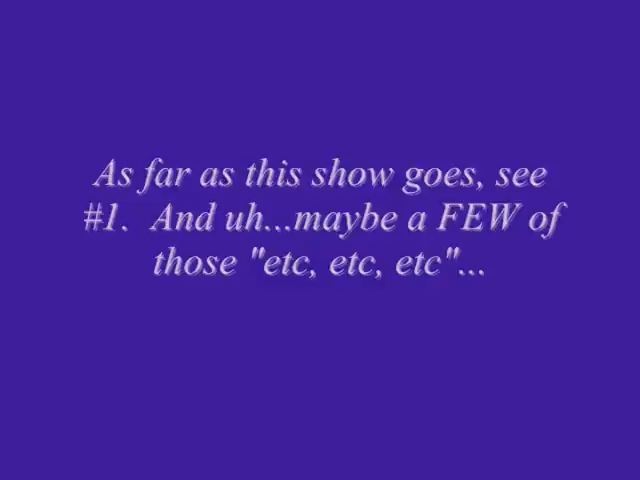 As far as this show goes, see
#1.  And uh...maybe a FEW of
those "etc, etc, etc"...